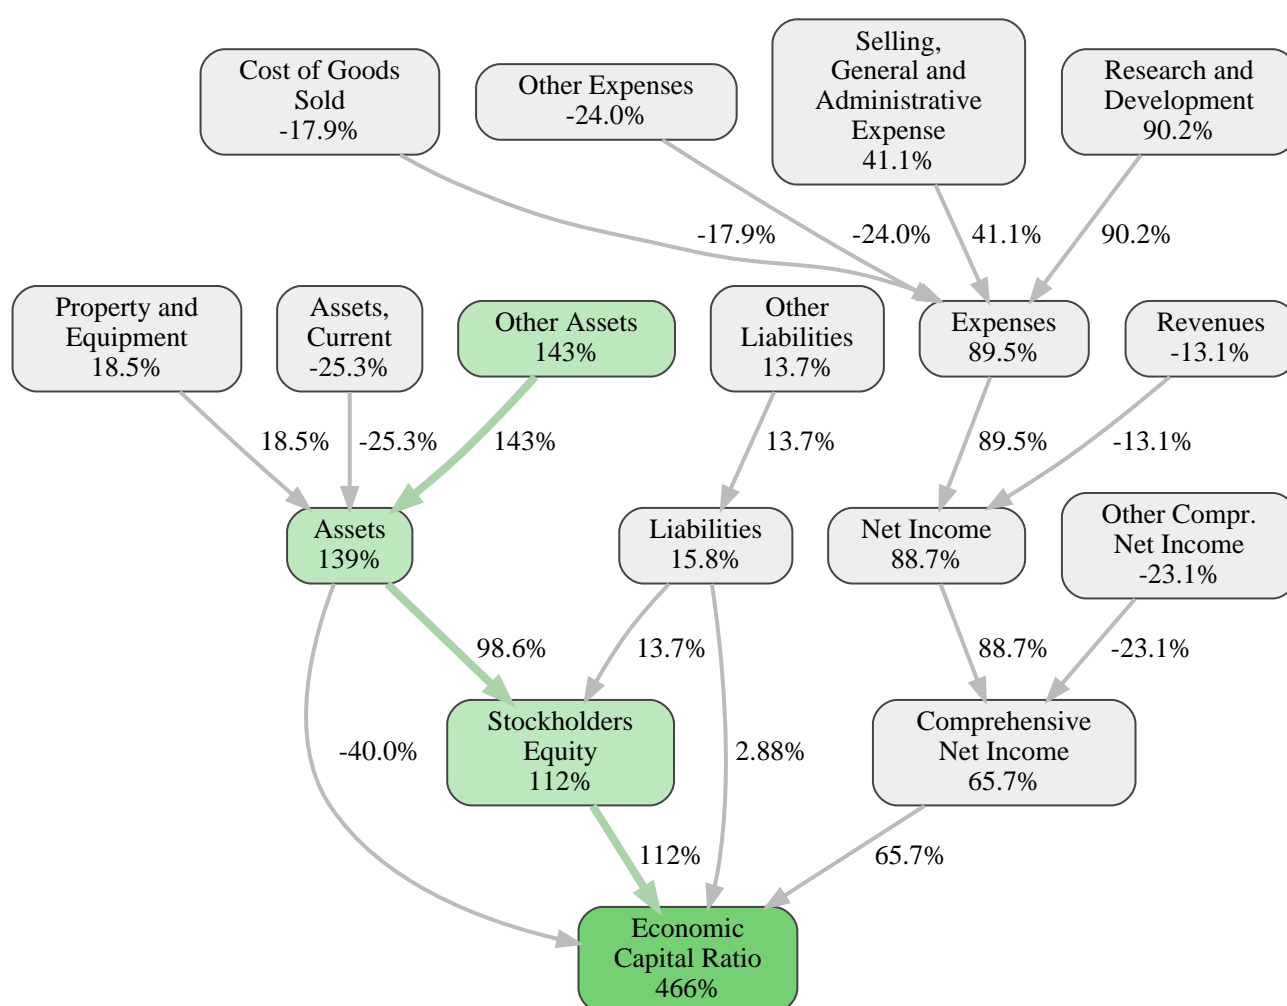 Cost of Goods
Sold
-17.9%
Other Expenses
-24.0%
Selling,
General and
Administrative
Expense
41.1%
Research and
Development
90.2%
-17.9%
-24.0%
41.1%
90.2%
Property and
Equipment
18.5%
Assets,
Current
-25.3%
Other Assets
143%
Other
Liabilities
13.7%
Expenses
89.5%
Revenues
-13.1%
18.5%
-25.3%
143%
13.7%
89.5%
-13.1%
Assets
139%
Liabilities
15.8%
Net Income
88.7%
Other Compr.
Net Income
-23.1%
98.6%
13.7%
88.7%
-23.1%
Stockholders
Equity
112%
Comprehensive
Net Income
65.7%
-40.0%
2.88%
112%
65.7%
Economic
Capital Ratio
466%